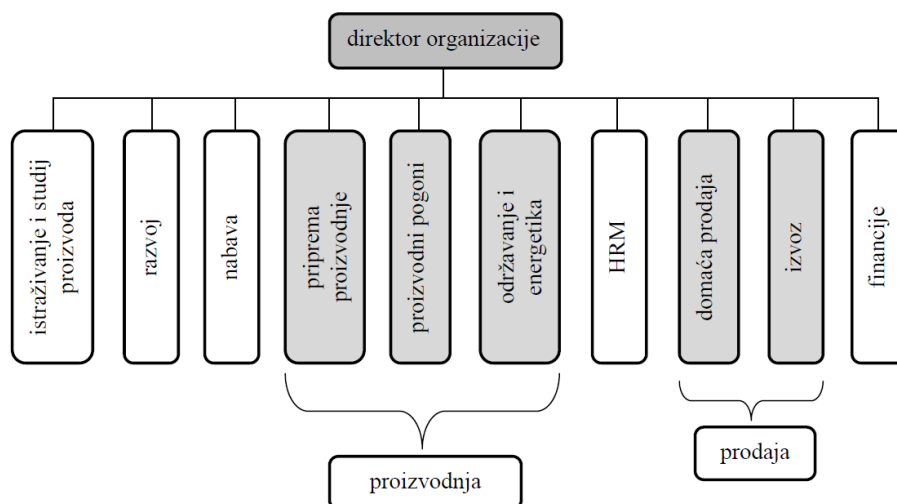 direktor organizacije
istraživanje i studij
proizvoda
razvoj
nabava
priprema
proizvodnje
proizvodni pogoni
održavanje i
energetika
HRM
domaća prodaja
izvoz
financije
proizvodnja
prodaja